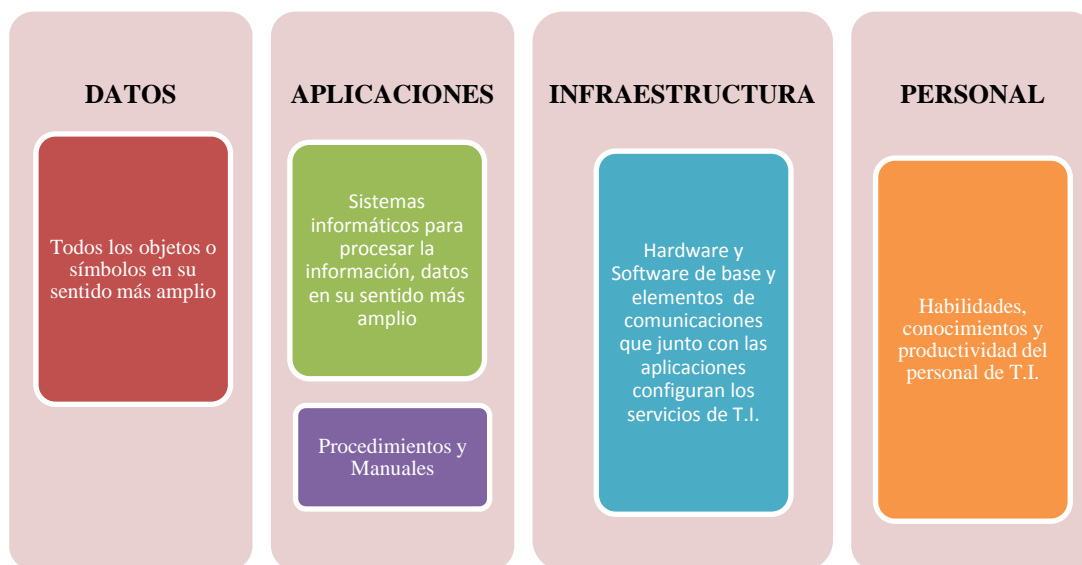 DATOS
Todos los objetos o
símbolos en su
sentido más amplio
APLICACIONES
Sistemas
informáticos para
procesar la
información, datos
en su sentido más
amplio
Procedimientos y
Manuales
INFRAESTRUCTURA
Hardware y
Software de base y
elementos de
comunicaciones
que junto con las
aplicaciones
configuran los
servicios de T.I.
PERSONAL
Habilidades,
conocimientos y
productividad del
personal de T.I.